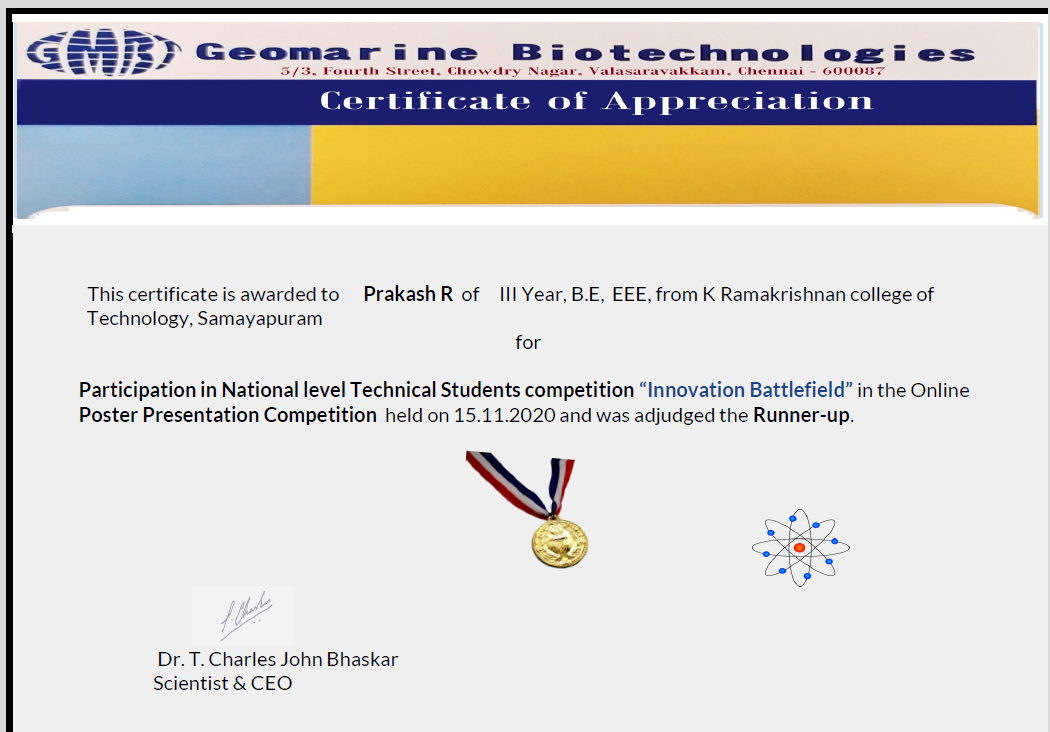 GMB
Geomarine Biotechnologies
5/3, Fourth Street, Chowdry Nagar, Valasaravakkam, Chennai - 600087
Certificate of Appreciation
This certificate is awarded to Prakash R of III Year, B.E, EEE, from K Ramakrishnan college of
Technology, Samayapuram
for
Participation in National level Technical Students competition “Innovation Battlefield” in the Online
Poster Presentation Competition held on 15.11.2020 and was adjudged the Runner-up.
Dr. T. Charles John Bhaskar
Scientist & CEO